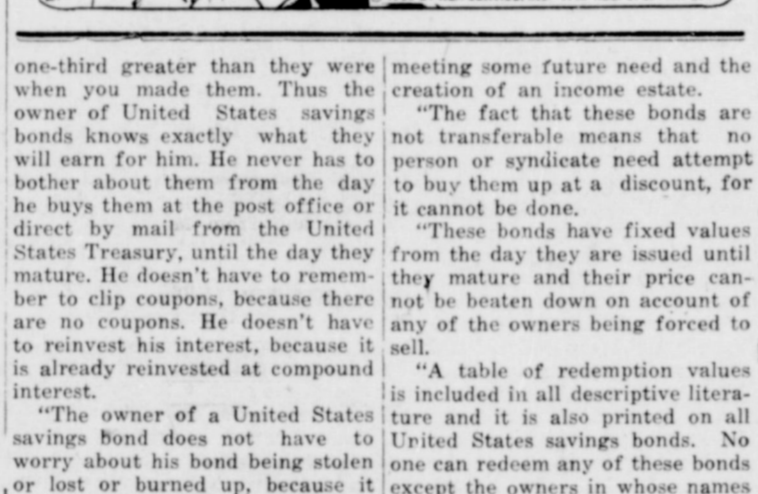 one-third greater than they were
when you made them. Thus the
owner of United States savings
bonds knows exactly what they
will earn for him. He never has to
bother about them from the day
he buys them at the post office or
direct by mail from the United
States Treasury, until the day they
mature. He doesn't have to remem-
ber to clip coupons, because there
are no coupons. He doesn't have
to reinvest his interest, because it
is already reinvested at compound
interest.
"The owner of a United States
savings bond does not have to
worry about his bond being stolen
or lost or burned up, because it
meeting some future need and the
creation of an income estate.
"The fact that these bonds are
not transferable means that no
person or syndicate need attempt
to buy them up at a discount, for
it cannot be done.
"These bonds have fixed values
from the day they are issued until
they mature and their price can-
not be beaten down on account of
any of the owners being forced to
sell.
"A table of redemption values
is included in all descriptive litera-
ture and it is also printed on all
United States savings bonds. No
one can redeem any of these bonds
except the owners in whose names